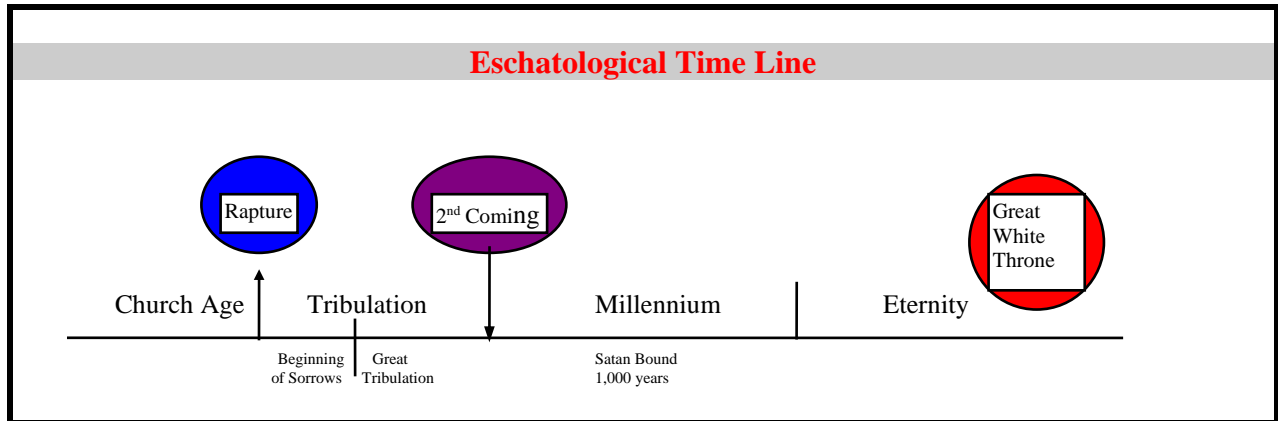 Eschatological Time Line
Rapture
2nd Coming
Great
White
Throne
Church Age
Tribulation
Millennium
Eternity
Beginning
of Sorrows
Great
Tribulation
Satan Bound
1,000 years